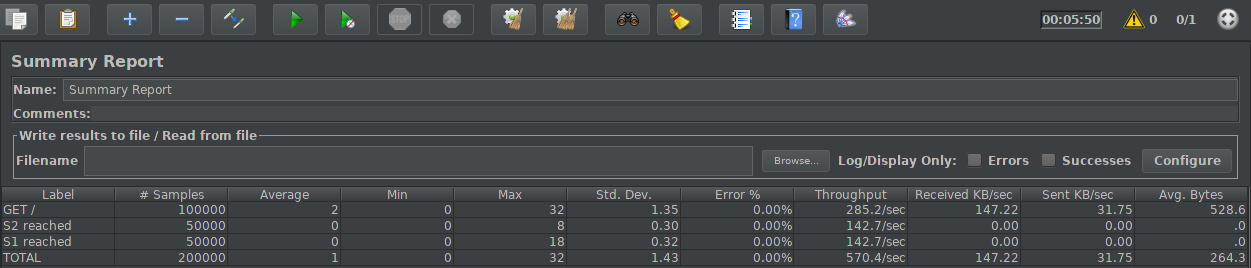 STOP
00:05:50 0 0/1
Summary Report
Name: Summary Report
Comments:
Write results to file / Read from file
Filename Browse... Log/Display Only: Errors Successes Configure
Label # Samples Average Min Max Std. Dev. Error % Throughput Received KB/sec Sent KB/sec Avg. Bytes
GET / 100000 2 0 32 1.35 0.00% 285.2/sec 147.22 31.75 528.6
S2 reached 50000 0 0 8 0.30 0.00% 142.7/sec 0.00 0.00 .0
S1 reached 50000 0 0 18 0.32 0.00% 142.7/sec 0.00 0.00 .0
TOTAL 200000 1 0 32 1.43 0.00% 570.4/sec 147.22 31.75 264.3